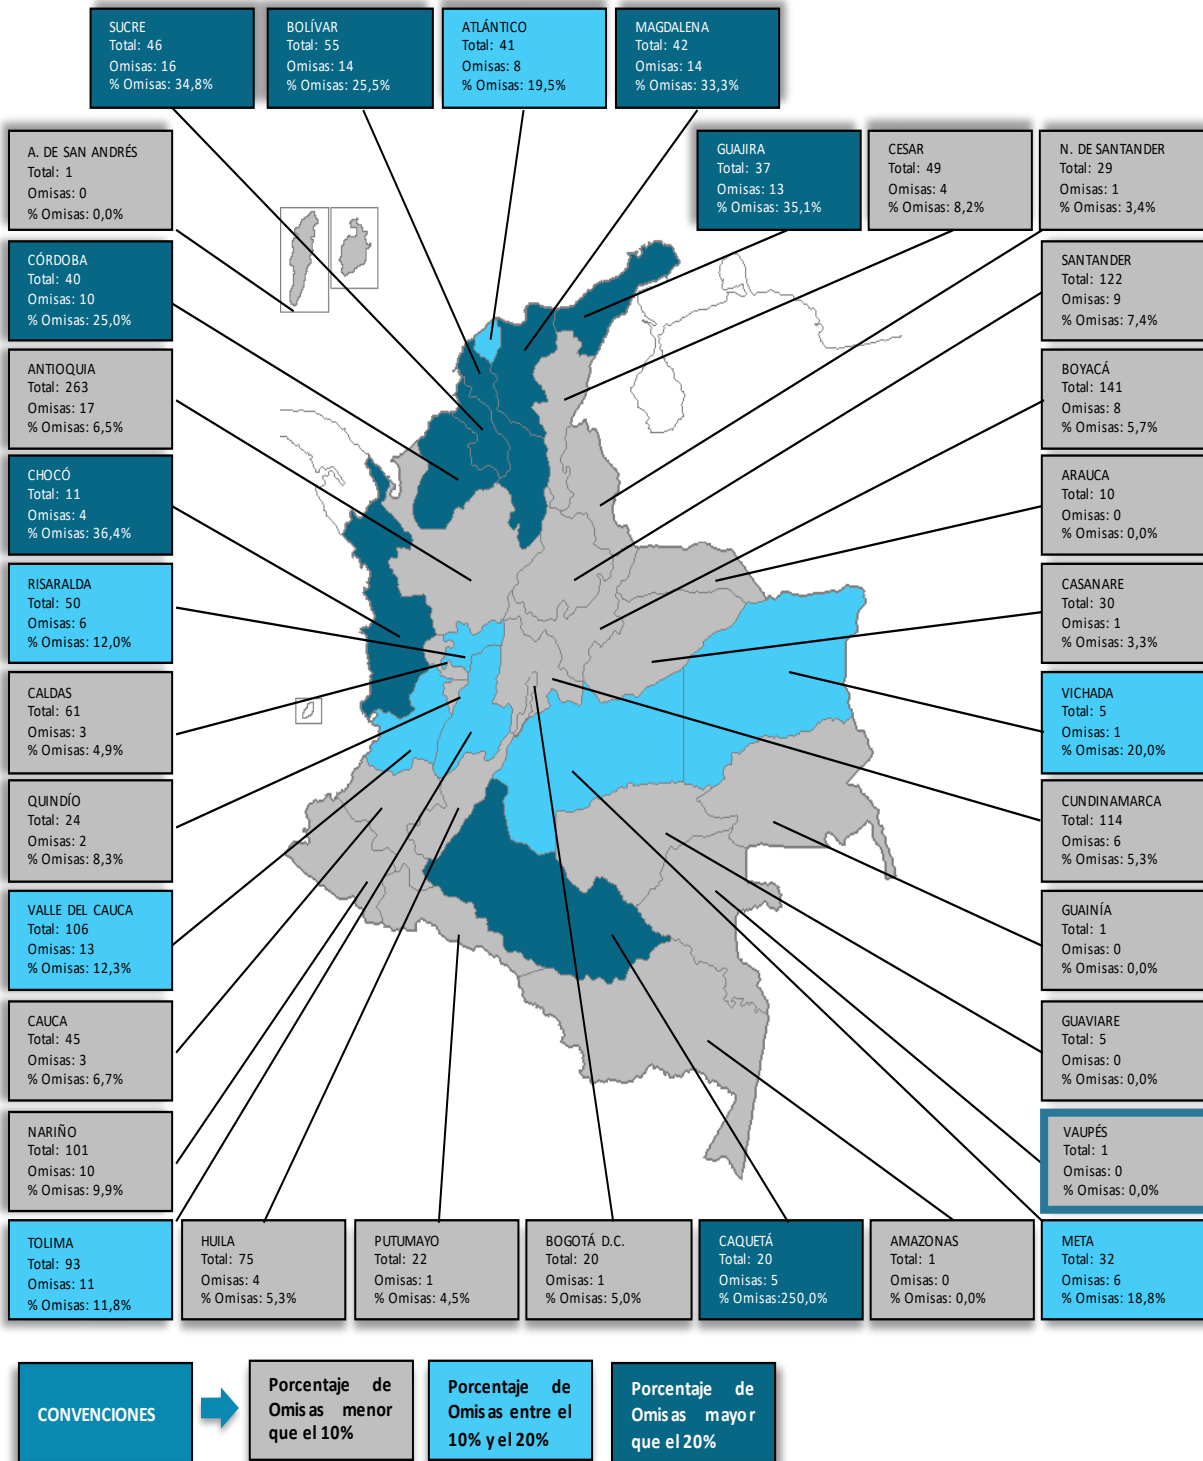 SUCRE
Total: 46
Omisas: 16
% Omisas: 34,8%
BOLÍVAR
Total: 55
Omisas: 14
% Omisas: 25,5%
ATLÁNTICO
Total: 41
Omisas: 8
% Omisas: 19,5%
MAGDALENA
Total: 42
Omisas: 14
% Omisas: 33,3%
A. DE SAN ANDRÉS
Total: 1
Omisas: 0
% Omisas: 0,0%
GUAJIRA
Total: 37
Omisas: 13
% Omisas: 35,1%
CESAR
Total: 49
Omisas: 4
% Omisas: 8,2%
N. DE SANTANDER
Total: 29
Omisas: 1
% Omisas: 3,4%
CÓRDOBA
Total: 40
Omisas: 10
% Omisas: 25,0%
SANTANDER
Total: 122
Omisas: 9
% Omisas: 7,4%
ANTIOQUIA
Total: 263
Omisas: 17
% Omisas: 6,5%
BOYACÁ
Total: 141
Omisas: 8
% Omisas: 5,7%
CHOCÓ
Total: 11
Omisas: 4
% Omisas: 36,4%
ARAUCA
Total: 10
Omisas: 0
% Omisas: 0,0%
RISARALDA
Total: 50
Omisas: 6
% Omisas: 12,0%
CASANARE
Total: 30
Omisas: 1
% Omisas: 3,3%
CALDAS
Total: 61
Omisas: 3
% Omisas: 4,9%
VICHADA
Total: 5
Omisas: 1
% Omisas: 20,0%
QUINDÍO
Total: 24
Omisas: 2
% Omisas: 8,3%
CUNDINAMARCA
Total: 114
Omisas: 6
% Omisas: 5,3%
VALLE DEL CAUCA
Total: 106
Omisas: 13
% Omisas: 12,3%
GUAINÍA
Total: 1
Omisas: 0
% Omisas: 0,0%
CAUCA
Total: 45
Omisas: 3
% Omisas: 6,7%
GUAVIARE
Total: 5
Omisas: 0
% Omisas: 0,0%
NARIÑO
Total: 101
Omisas: 10
% Omisas: 9,9%
VAUPÉS
Total: 1
Omisas: 0
% Omisas: 0,0%
TOLIMA
Total: 93
Omisas: 11
% Omisas: 11,8%
HUILA
Total: 75
Omisas: 4
% Omisas: 5,3%
PUTUMAYO
Total: 22
Omisas: 1
% Omisas: 4,5%
BOGOTÁ D.C.
Total: 20
Omisas: 1
% Omisas: 5,0%
CAQUETÁ
Total: 20
Omisas: 5
% Omisas:250,0%
AMAZONAS
Total: 1
Omisas: 0
% Omisas: 0,0%
META
Total: 32
Omisas: 6
% Omisas: 18,8%
CONVENCIONES
Porcentaje de
Omisas menor
que el 10%
Porcentaje de
Omisas entre el
10% y el 20%
Porcentaje de
Omisas mayor
que el 20%